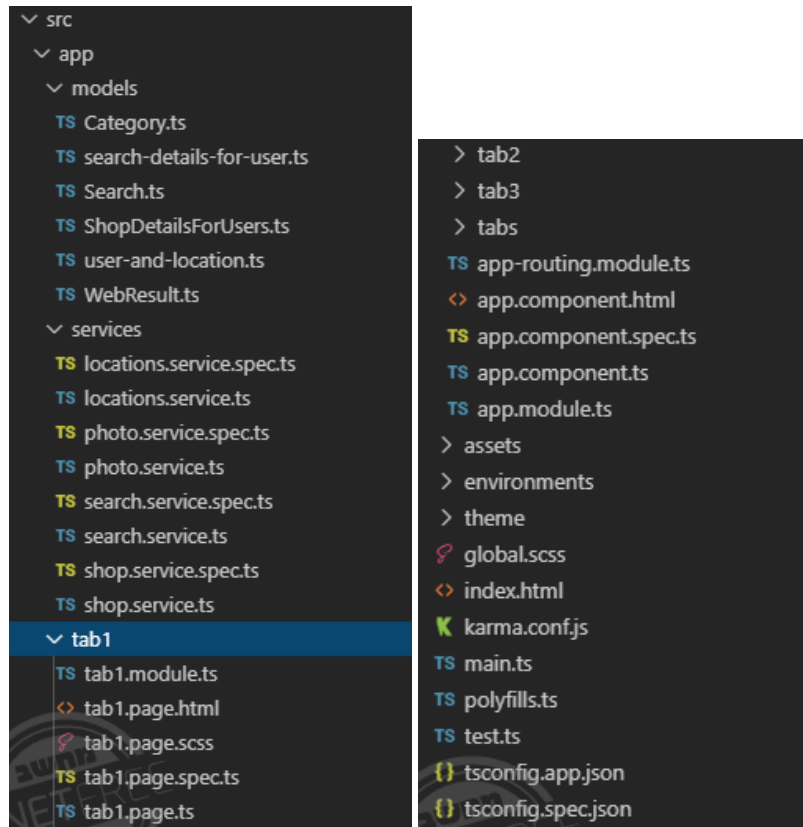 src
app
models
TS Category.ts
TS search-details-for-user.ts
TS Search.ts
TS ShopDetailsForUsers.ts
TS user-and-location.ts
TS WebResult.ts
services
TS locations.service.spec.ts
TS locations.service.ts
TS photo.service.spec.ts
TS photo.service.ts
TS search.service.spec.ts
TS search.service.ts
TS shop.service.spec.ts
TS shop.service.ts
tab1
TS tab1.module.ts
<> tab1.page.html
tab1.page.scss
TS tab1.page.spec.ts
TS tab1.page.ts
tab2
tab3
tabs
TS app-routing.module.ts
<> app.component.html
TS app.component.spec.ts
TS app.component.ts
TS app.module.ts
assets
environments
theme
global.scss
<> index.html
K karma.conf.js
TS main.ts
TS polyfills.ts
TS test.ts
{} tsconfig.app.json
{} tsconfig.spec.json